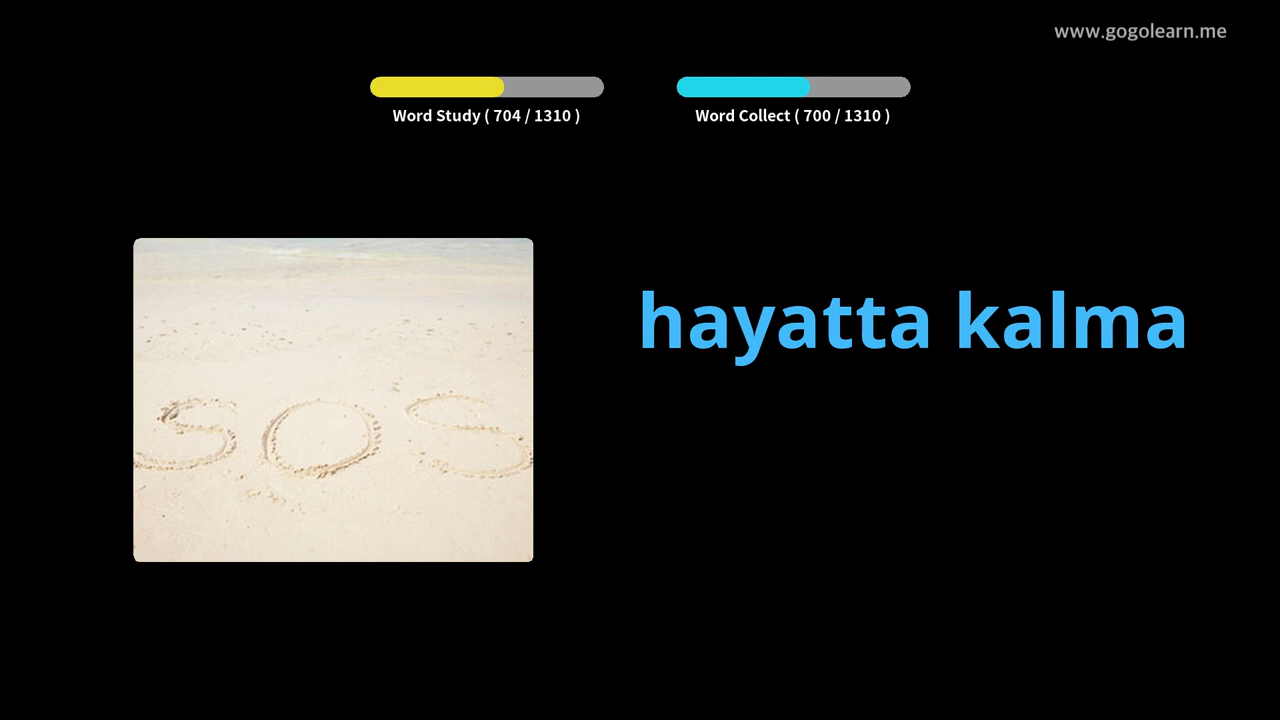 www.gogolearn.me
Word Study ( 704 / 1310 )
Word Collect ( 700 / 1310 )
hayatta kalma
SOS